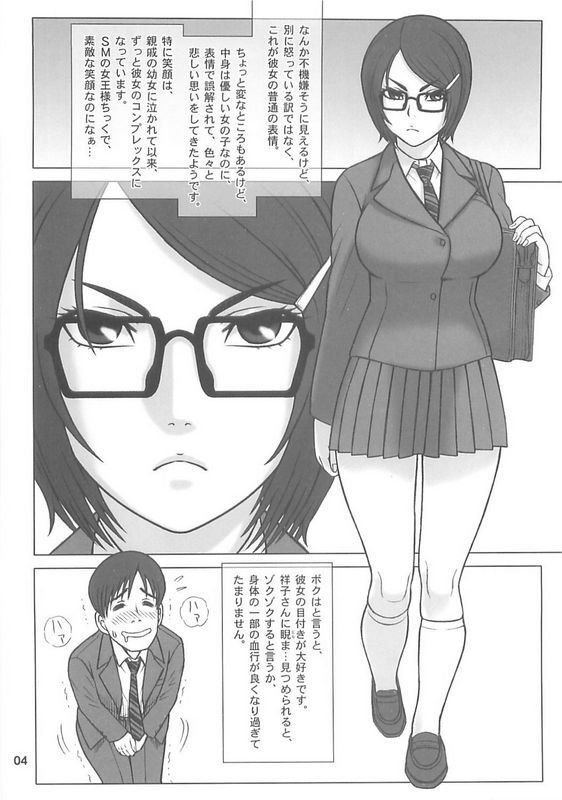 なんか不機嫌そうに見えるけど、
別に怒っている訳ではなく、
これが彼女の普通の表情。
ちょっと変なところもあるけど、
中身は優しい女の子なのに、
表情で誤解されて、色々と
悲しい思いをしてきたようです。
特に笑顔は、
親戚の幼女に泣かれて以来、
ずっと彼女のコンプレックスに
なっています。
SMの女王様ちっくで、
素敵な笑顔なのになぁ…
ボクはと言うと、
彼女の目付きが大好きです。
祥子さんに睨ま…見つめられると、
ゾクゾクすると言うか、
身体の一部の血行が良くなり過ぎて
たまりません。
ハァ
ハァ
04